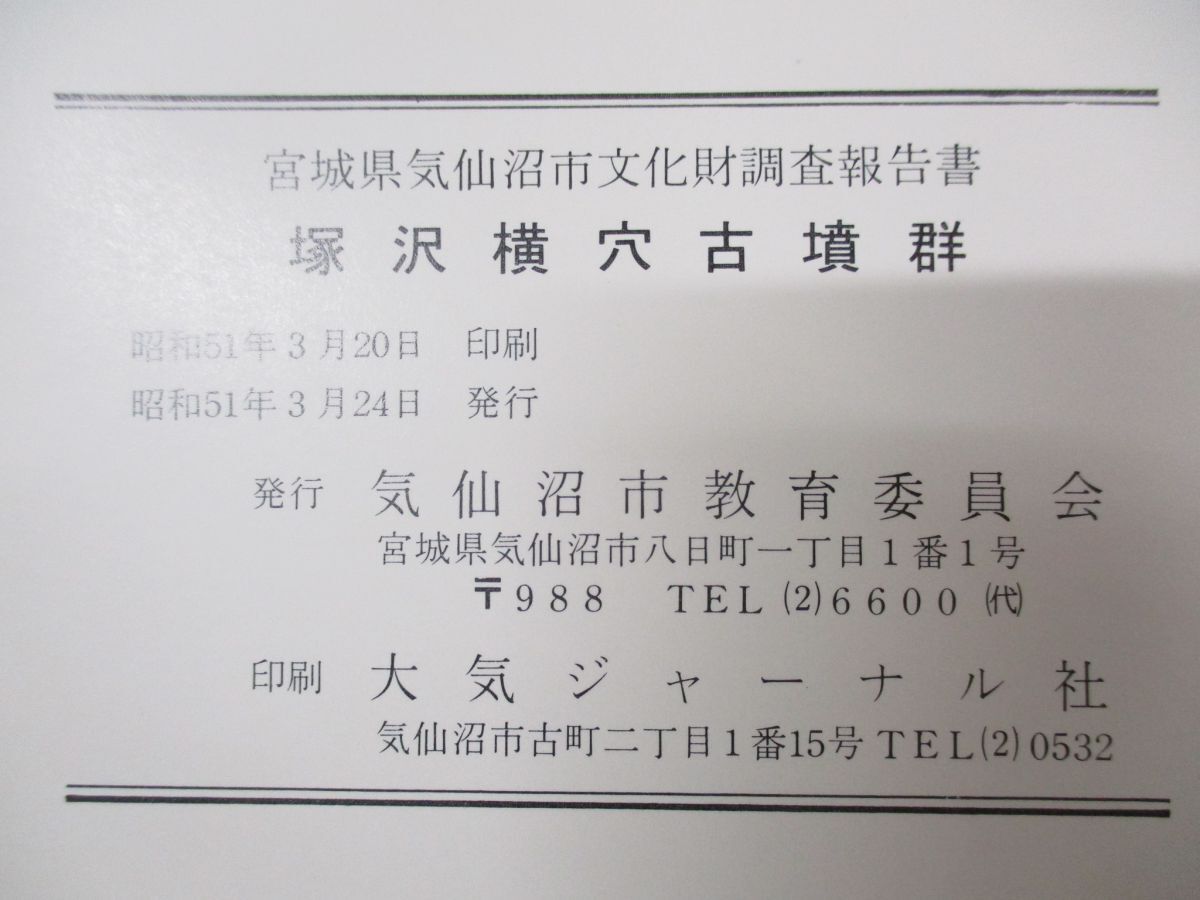 宮城県気仙沼市文化財調査報告書
塚沢横穴古墳群
昭和51年3月20日 印刷
昭和51年3月24日 発行
発行 気仙沼市教育委員会
宮城県気仙沼市八日町一丁目1番1号
〒988 TEL(2)6600㈹
印刷 大気ジャーナル社
気仙沼市古町二丁目1番15号TEL(2)0532